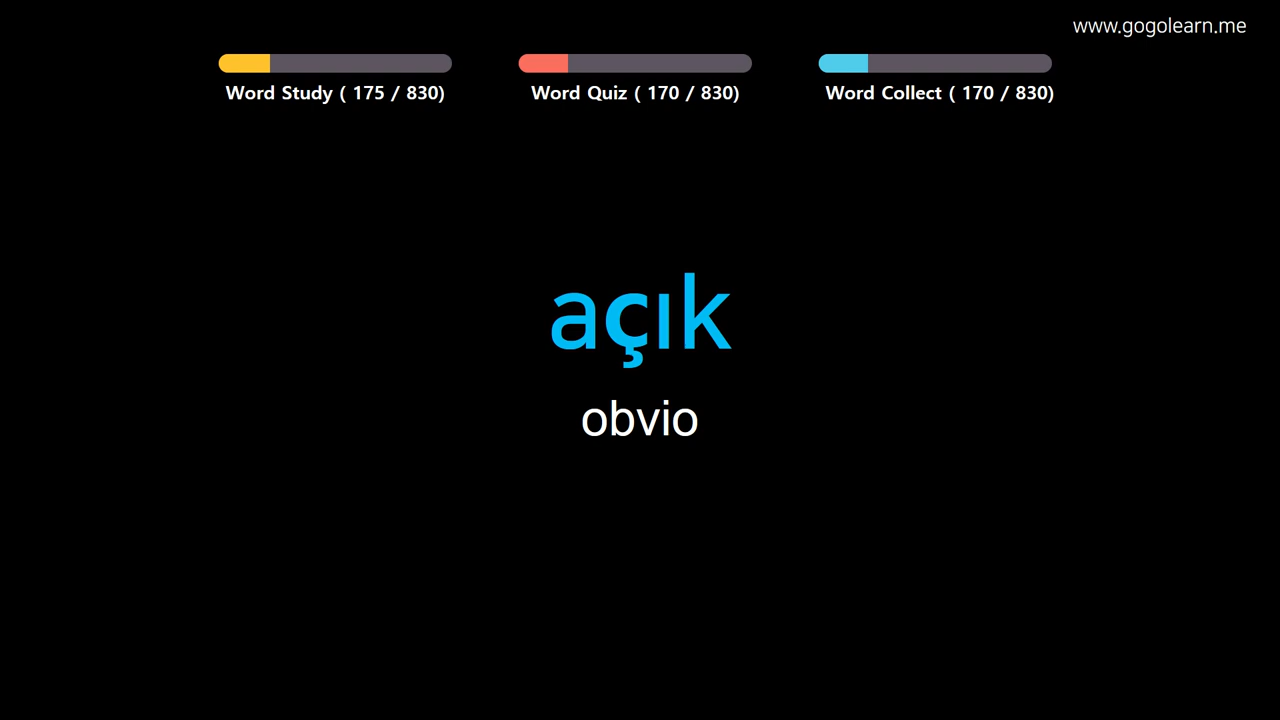 www.gogolearn.me
Word Study ( 175 / 830)
Word Quiz ( 170 / 830)
Word Collect ( 170 / 830)
açık
obvio